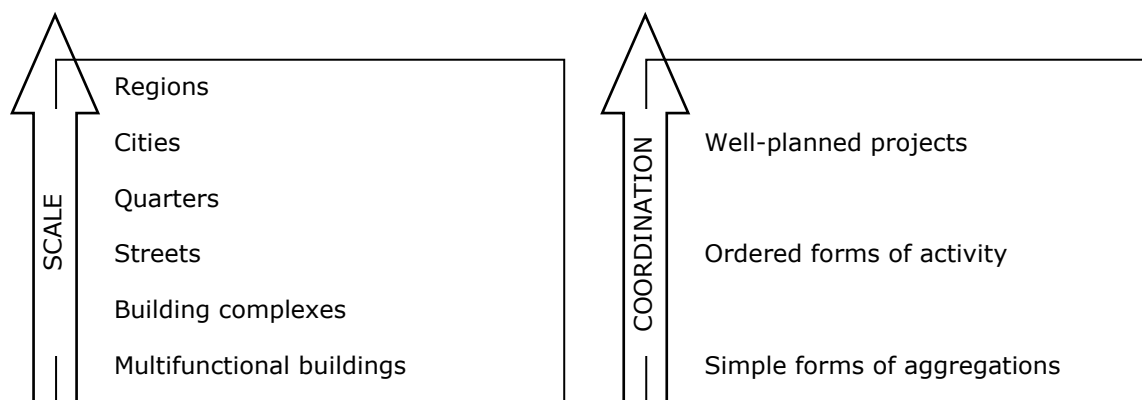 SCALE
Regions
Cities
Quarters
Streets
Building complexes
Multifunctional buildings
COORDINATION
Well-planned projects
Ordered forms of activity
Simple forms of aggregations